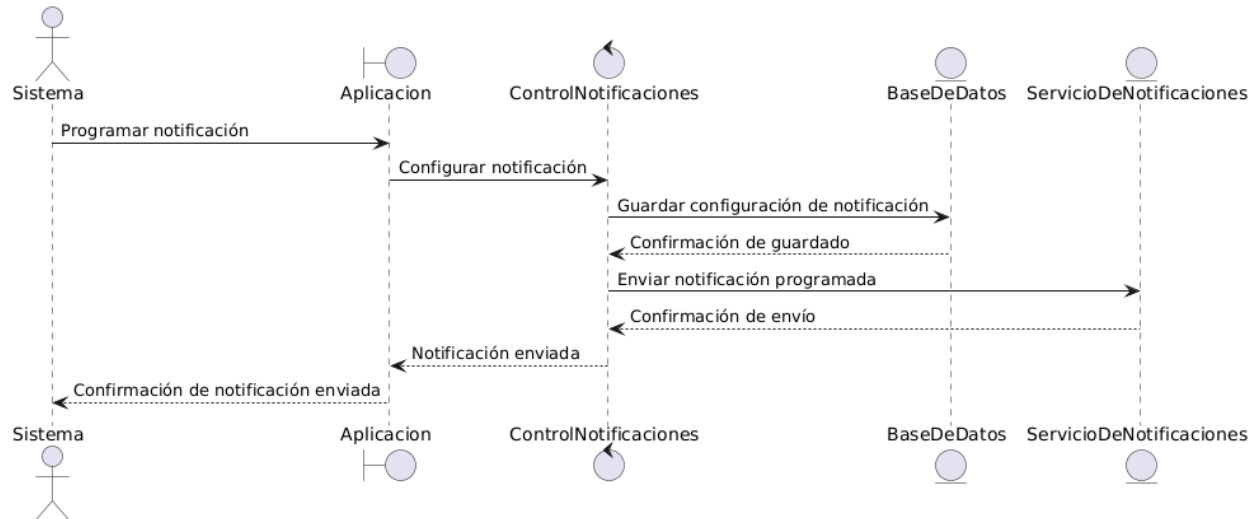 Sistema
Aplicacion
ControlNotificaciones
BaseDeDatos
ServicioDeNotificaciones
Programar notificación
Configurar notificación
Guardar configuración de notificación
Confirmación de guardado
Enviar notificación programada
Confirmación de envío
Notificación enviada
Confirmación de notificación enviada
Sistema
Aplicacion
ControlNotificaciones
BaseDeDatos
ServicioDeNotificaciones